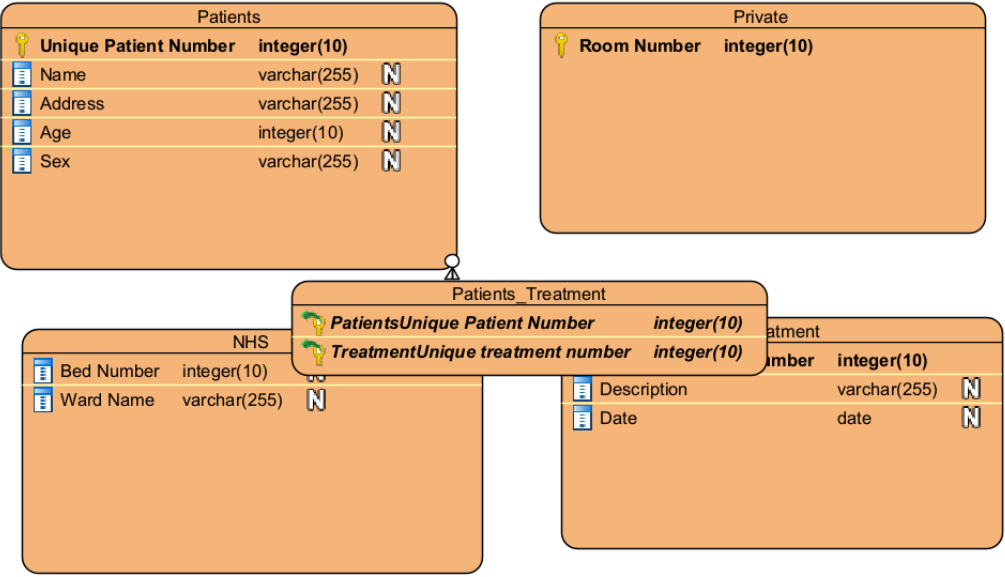 Patients
Unique Patient Number integer(10)
Name varchar(255) N
Address varchar(255) N
Age integer(10) N
Sex varchar(255) N
Private
Room Number integer(10)
Patients_Treatment
PatientsUnique Patient Number integer(10)
TreatmentUnique treatment number integer(10)
NHS
Bed Number integer(10) N
Ward Name varchar(255) N
atment
mber integer(10)
Description varchar(255) N
Date date N